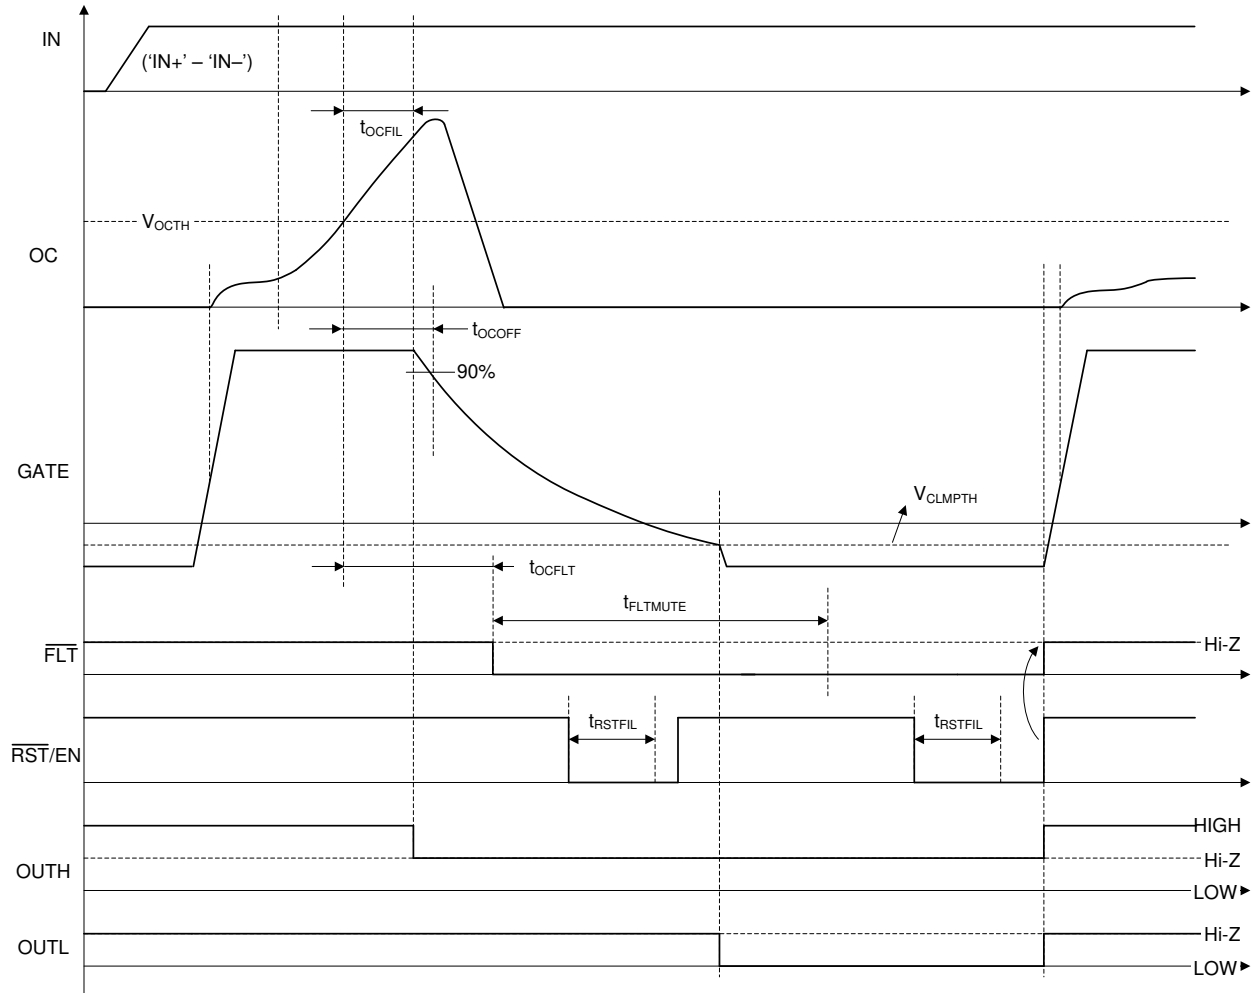 IN
('IN+' – 'IN–')
tOCFIL
VOCTH
OC
tOCOFF
90%
GATE
VCLMPTH
tOCFLT
tFLTMUTE
FLT
Hi-Z
tRSTFIL
tRSTFIL
RST/EN
HIGH
OUTH
Hi-Z
LOW
OUTL
Hi-Z
LOW